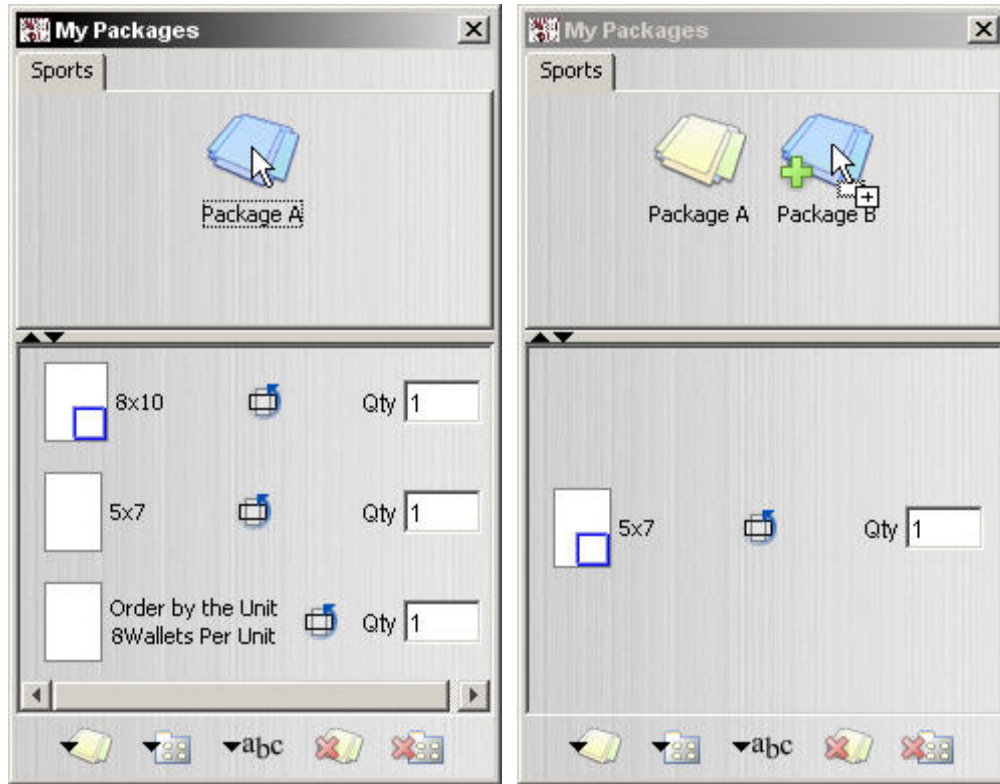 My Packages
Sports
Package A
8x10
Qty 1
5x7
Qty 1
Order by the Unit
8Wallets Per Unit
Qty 1
abc
My Packages
Sports
Package A
Package B
5x7
Qty 1
abc